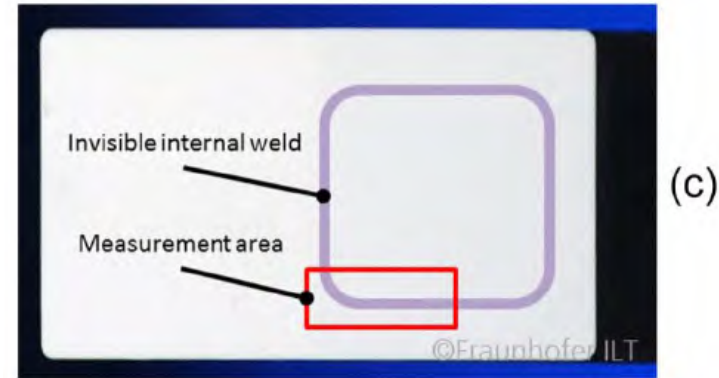 Invisible internal weld
(c)
Measurement area
©Fraunhofer ILT